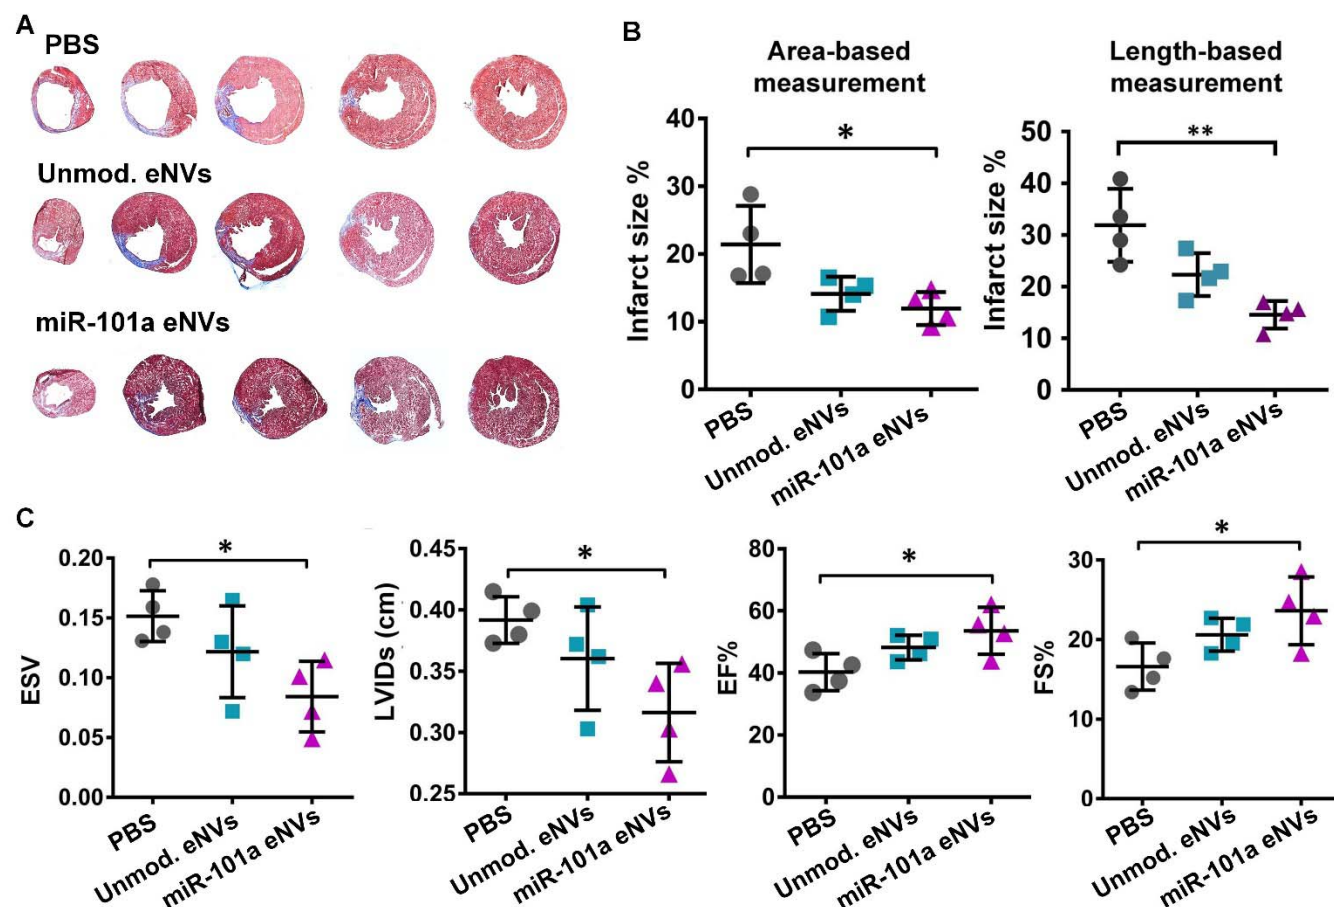 A
PBS
Unmod. eNVs
miR-101a eNVs
B
Area-based
measurement
Infarct size %
40
30
20
10
0
*
PBS
Unmod. eNVs
miR-101a eNVs
Length-based
measurement
Infarct size %
50
40
30
20
10
0
**
PBS
Unmod. eNVs
miR-101a eNVs
C
ESV
0.20
0.15
0.10
0.05
0.00
*
PBS
Unmod. eNVs
miR-101a eNVs
LVIDs (cm)
0.45
0.40
0.35
0.30
0.25
*
PBS
Unmod. eNVs
miR-101a eNVs
EF%
80
60
40
20
0
*
PBS
Unmod. eNVs
miR-101a eNVs
FS%
30
20
10
0
*
PBS
Unmod. eNVs
miR-101a eNVs